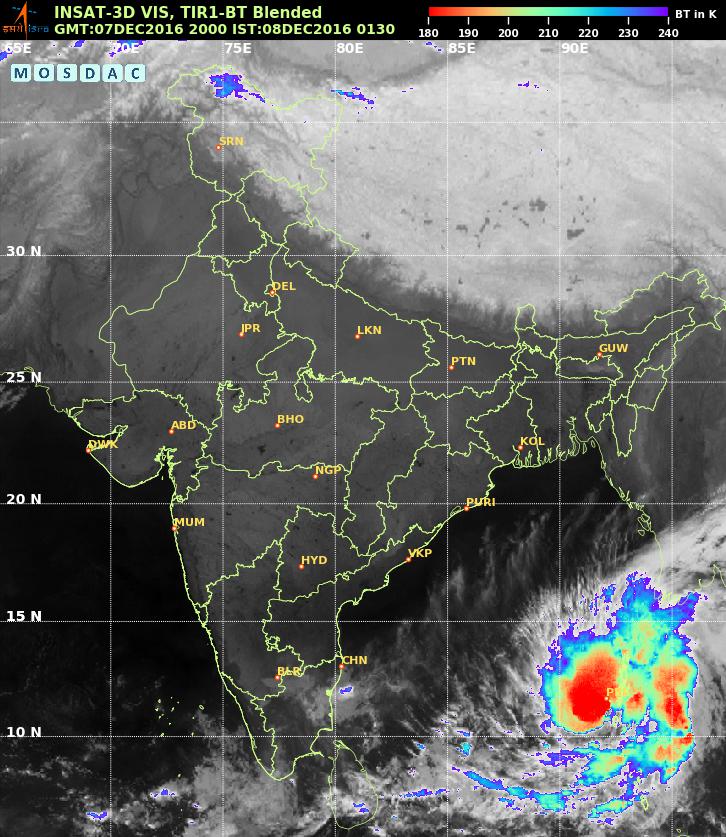 INSAT-3D VIS, TIR1-BT Blended
GMT:07DEC2016 2000 IST:08DEC2016 0130
BT in K
180 190 200 210 220 230 240
65E 70E 75E 80E 85E 90E
MOSDAC
SRN
30 N
DEL
JPR
LKN
GUW
PTN
25 N
ABD
BHO
DWK
KOL
NGP
20 N
PURI
MUM
VKP
HYD
15 N
CHN
BLR
10 N